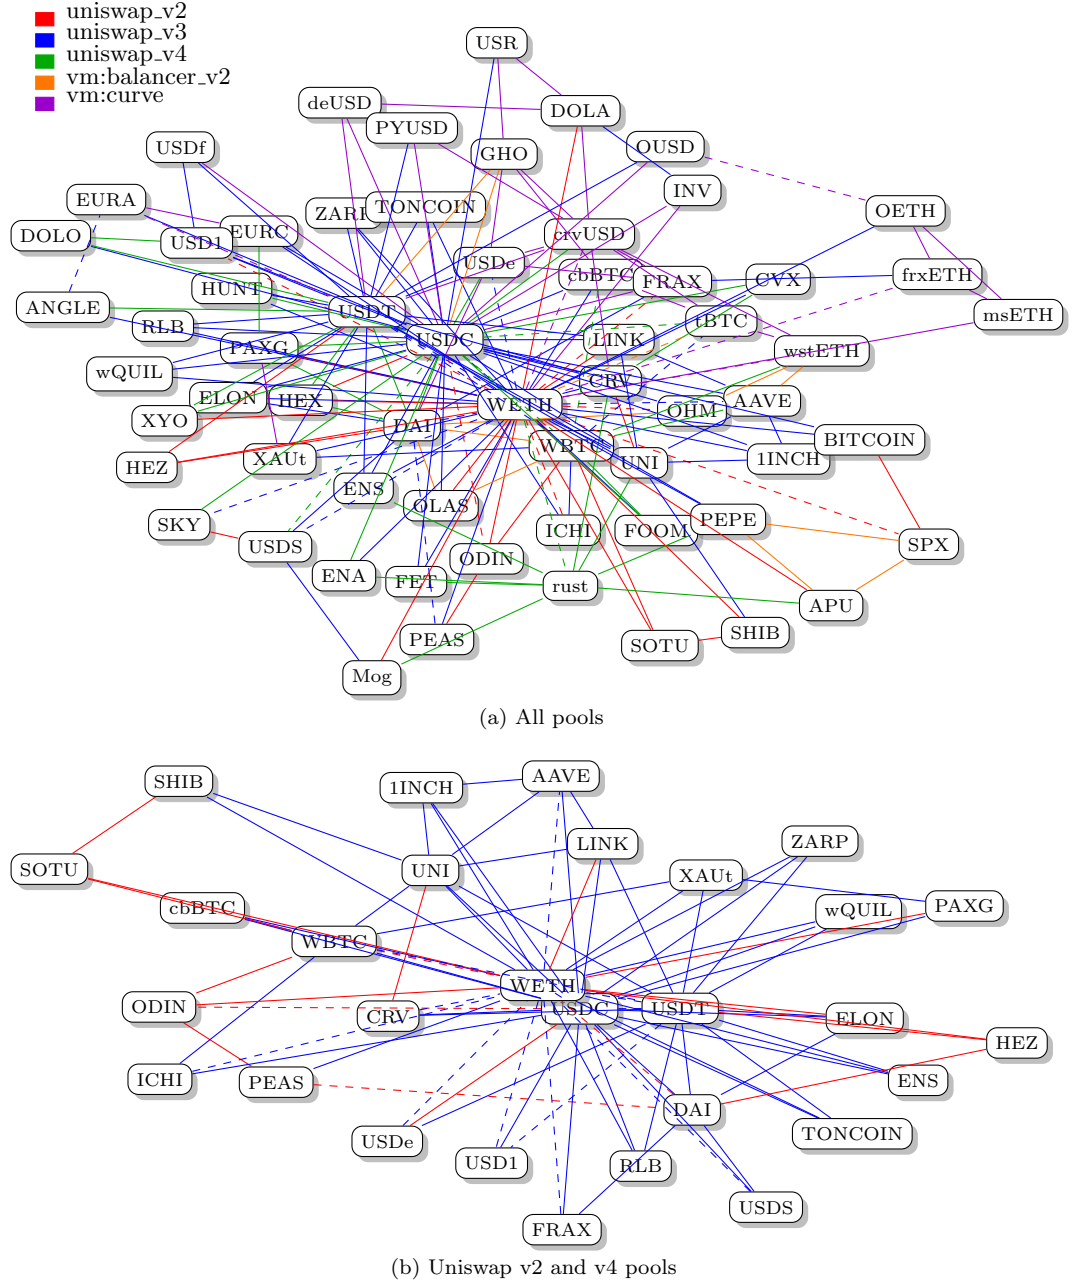 uniswap_v2
uniswap_v3
uniswap_v4
vm:balancer_v2
vm:curve
USR
deUSD
DOLA
PYUSD
USDf
GHO
OUSD
INV
EURA
ZARP
TONCOIN
OETH
DOLO
USD1
EURC
crvUSD
USDe
cbBTC
FRAX
CVX
frxETH
HUNT
ANGLE
USDT
msETH
RLB
tBTC
PAXG
USDC
LINK
wstETH
wQUIL
CRV
ELON
HEX
WETH
OHM
AAVE
XYO
DAI
WBTC
BITCOIN
HEZ
XAUt
UNI
1INCH
ENS
OLAS
SKY
USDS
ICHI
FOOM
PEPE
SPX
ODIN
ENA
FET
rust
APU
PEAS
SOTU
SHIB
Mog
(a) All pools
SHIB
1INCH
AAVE
LINK
ZARP
SOTU
UNI
XAUt
cbBTC
wQUIL
PAXG
WBTC
WETH
ODIN
CRV
USDC
USDT
ELON
HEZ
ICHI
PEAS
ENS
DAI
USDe
TONCOIN
USD1
RLB
USDS
FRAX
(b) Uniswap v2 and v4 pools